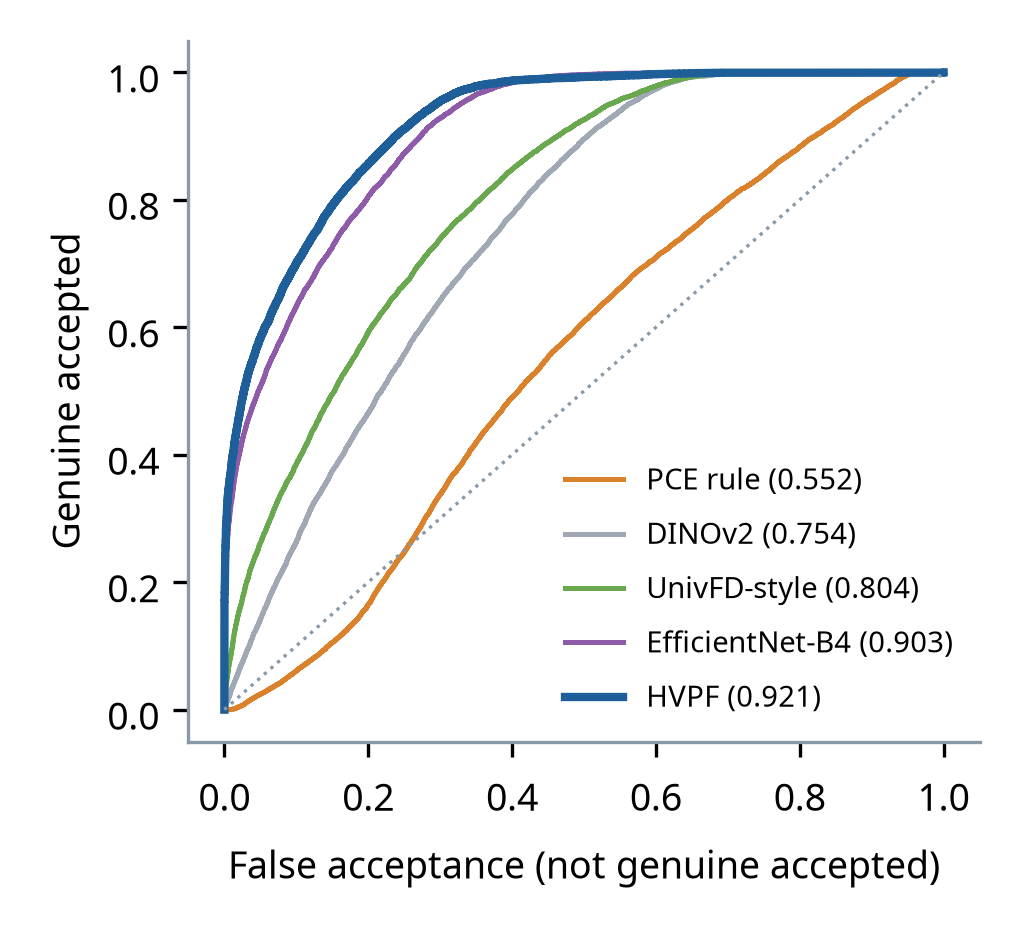 1.0
0.8
0.6
0.4
0.2
0.0
Genuine accepted
PCE rule (0.552)
DINOv2 (0.754)
UnivFD-style (0.804)
EfficientNet-B4 (0.903)
HVPF (0.921)
0.0 0.2 0.4 0.6 0.8 1.0
False acceptance (not genuine accepted)